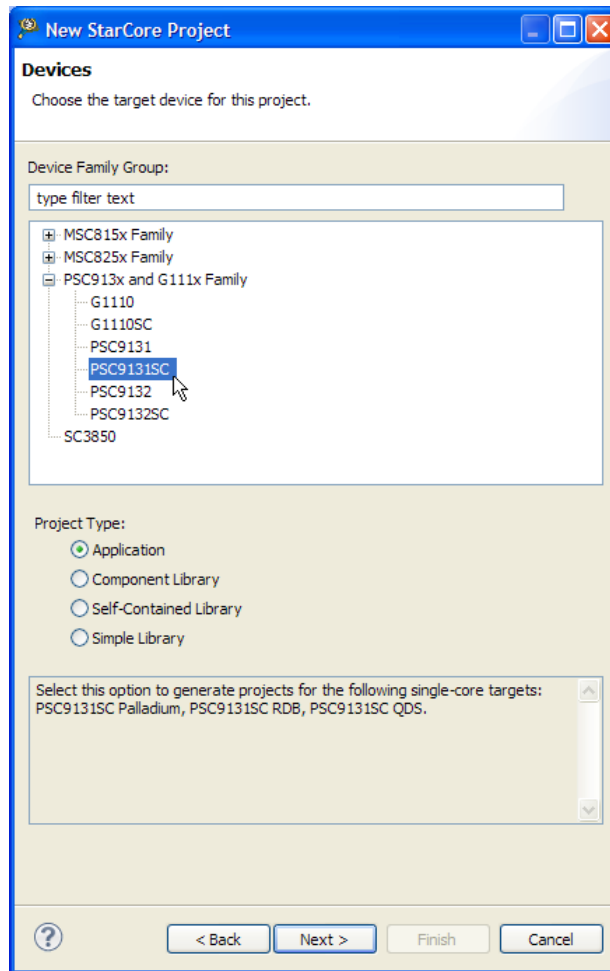 New StarCore Project
Devices
Choose the target device for this project.
Device Family Group:
type filter text
MSC815x Family
MSC825x Family
PSC913x and G111x Family
G1110
G1110SC
PSC9131
PSC9131SC
PSC9132
PSC9132SC
SC3850
Project Type:
Application
Component Library
Self-Contained Library
Simple Library
Select this option to generate projects for the following single-core targets:
PSC9131SC Palladium, PSC9131SC RDB, PSC9131SC QDS.
? < Back Next > Finish Cancel